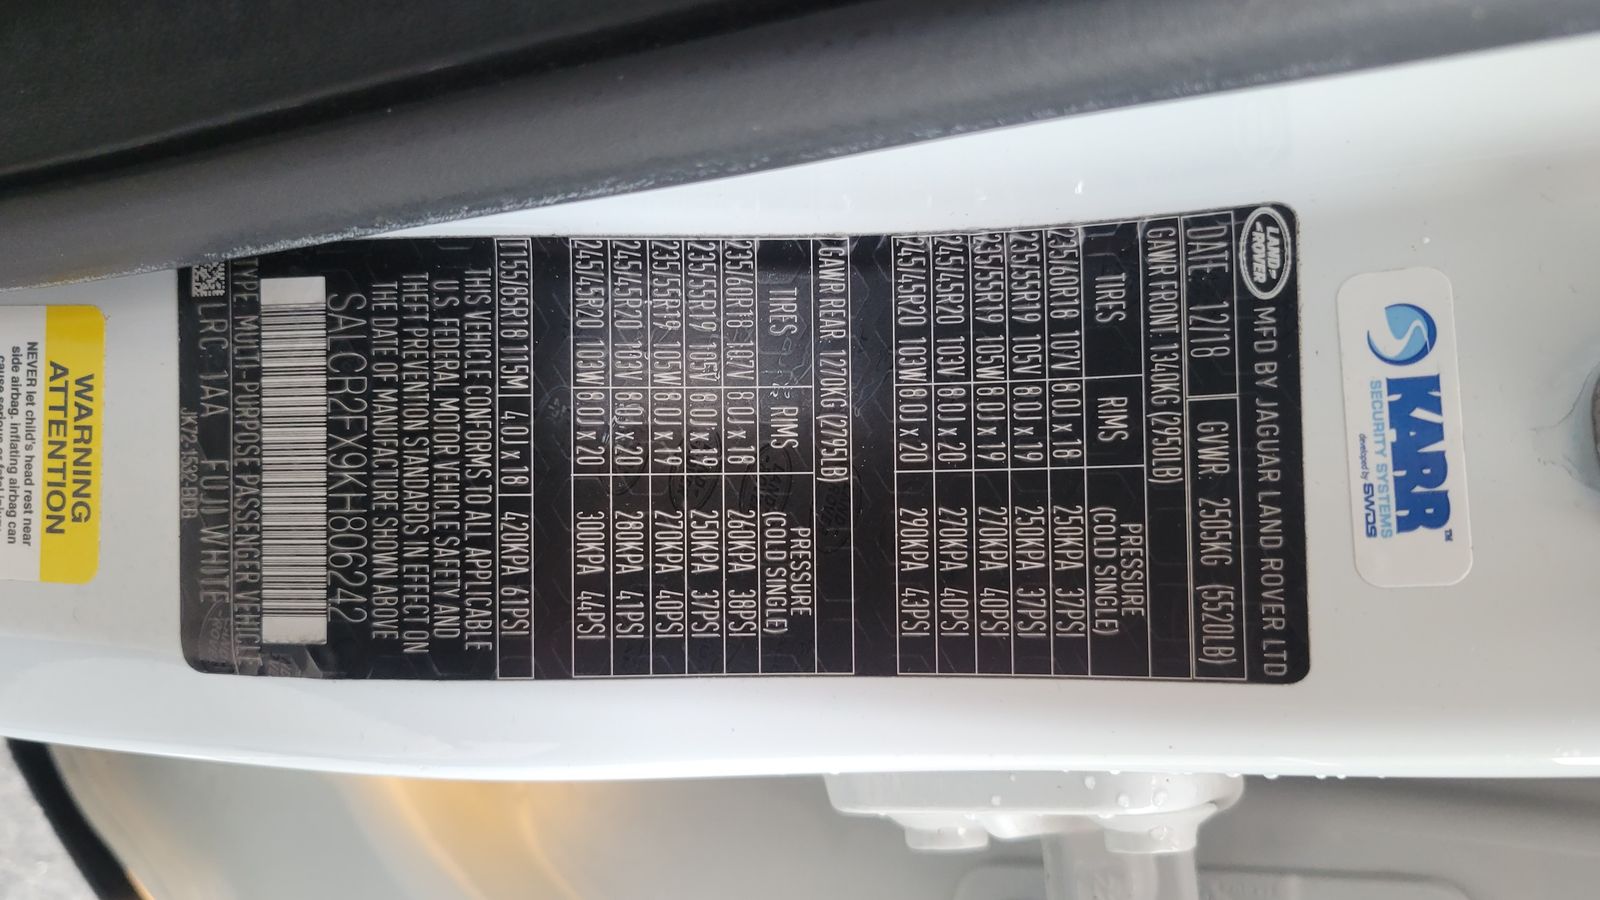 LAND ROVER MFD BY JAGUAR LAND ROVER LTD
DATE 12/18 GVWR 2505KG (5520LB)
GAWR FRONT 1340KG (2950LB)
TIRES RIMS PRESSURE (COLD SINGLE)
235/60R18 107V 8.0J x 18 250KPA 37PSI
235/55R19 105V 8.0J x 19 250KPA 37PSI
235/55R19 105W 8.0J x 19 270KPA 40PSI
245/45R20 103V 8.0J x 20 270KPA 40PSI
245/45R20 103W 8.0J x 20 290KPA 43PSI
GAWR REAR 1270KG (2795LB)
TIRES RIMS PRESSURE (COLD SINGLE)
235/60R18 107V 8.0J x 18 260KPA 38PSI
235/55R19 105V 8.0J x 19 250KPA 37PSI
235/55R19 105W 8.0J x 19 270KPA 40PSI
245/45R20 103V 8.0J x 20 280KPA 41PSI
245/45R20 103W 8.0J x 20 300KPA 44PSI
T155/85R18 115M 4.0J x 18 420KPA 61PSI
THIS VEHICLE CONFORMS TO ALL APPLICABLE
U.S. FEDERAL MOTOR VEHICLE SAFETY AND
THEFT PREVENTION STANDARDS IN EFFECT ON
THE DATE OF MANUFACTURE SHOWN ABOVE
SALCR2FX9KH806242
TYPE MULTI-PURPOSE PASSENGER VEHICLE
LRC 1AA FUJI WHITE
KARR™
SECURITY SYSTEMS
developed by SWDS
WARNING
ATTENTION
NEVER let child's head rest near
side airbag- inflating airbag can